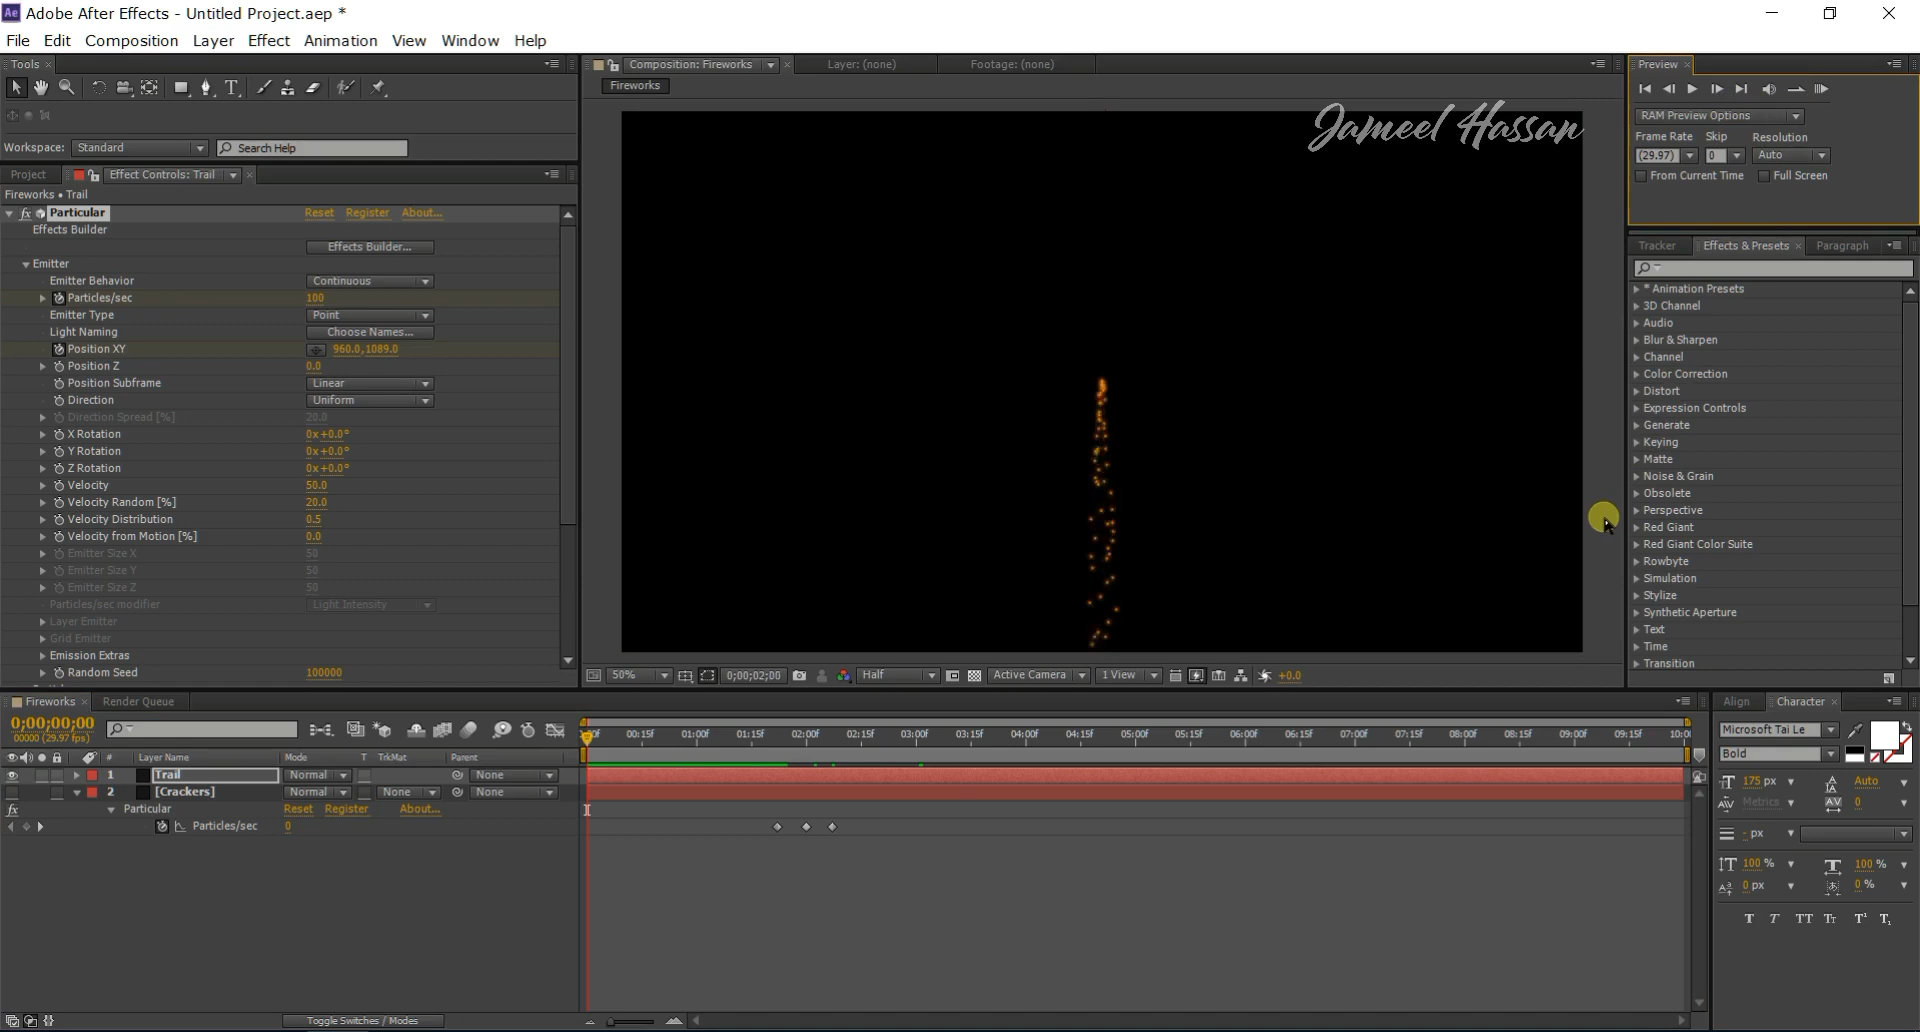 Adobe After Effects - Untitled Project.aep *
File Edit Composition Layer Effect Animation View Window Help
Tools
Workspace: Standard Search Help
Project Effect Controls: Trail
Fireworks • Trail
fx Particular Reset Register About...
Effects Builder
Effects Builder...
Emitter
Emitter Behavior Continuous
Particles/sec 100
Emitter Type Point
Light Naming Choose Names...
Position XY 960.0,1089.0
Position Z 0.0
Position Subframe Linear
Direction Uniform
Direction Spread [%] 20.0
X Rotation 0x+0.0°
Y Rotation 0x+0.0°
Z Rotation 0x+0.0°
Velocity 50.0
Velocity Random [%] 20.0
Velocity Distribution 0.5
Velocity from Motion [%] 0.0
Emitter Size X 50
Emitter Size Y 50
Emitter Size Z 50
Particles/sec modifier Light Intensity
Layer Emitter
Grid Emitter
Emission Extras
Random Seed 100000
Composition: Fireworks Layer: (none) Footage: (none)
Fireworks
Jameel Hassan
50% 0;00;02;00 Half Active Camera 1 View +0.0
Preview
RAM Preview Options
Frame Rate Skip Resolution
(29.97) 0 Auto
From Current Time Full Screen
Tracker Effects & Presets Paragraph
* Animation Presets
3D Channel
Audio
Blur & Sharpen
Channel
Color Correction
Distort
Expression Controls
Generate
Keying
Matte
Noise & Grain
Obsolete
Perspective
Red Giant
Red Giant Color Suite
Rowbyte
Simulation
Stylize
Synthetic Aperture
Text
Time
Transition
Fireworks Render Queue
0;00;00;00
00000 (29.97 fps)
00:15f 01:00f 01:15f 02:00f 02:15f 03:00f 03:15f 04:00f 04:15f 05:00f 05:15f 06:00f 06:15f 07:00f 07:15f 08:00f 08:15f 09:00f 09:15f 10:00
# Layer Name Mode T TrkMat Parent
1 Trail Normal None
2 [Crackers] Normal None None
fx Particular Reset Register About...
Particles/sec 0
Toggle Switches / Modes
Align Character
Microsoft Tai Le
Bold
175 px Auto
Metrics 0
- px
100 % 100 %
0 px 0 %
T T TT Tt T¹ T₁